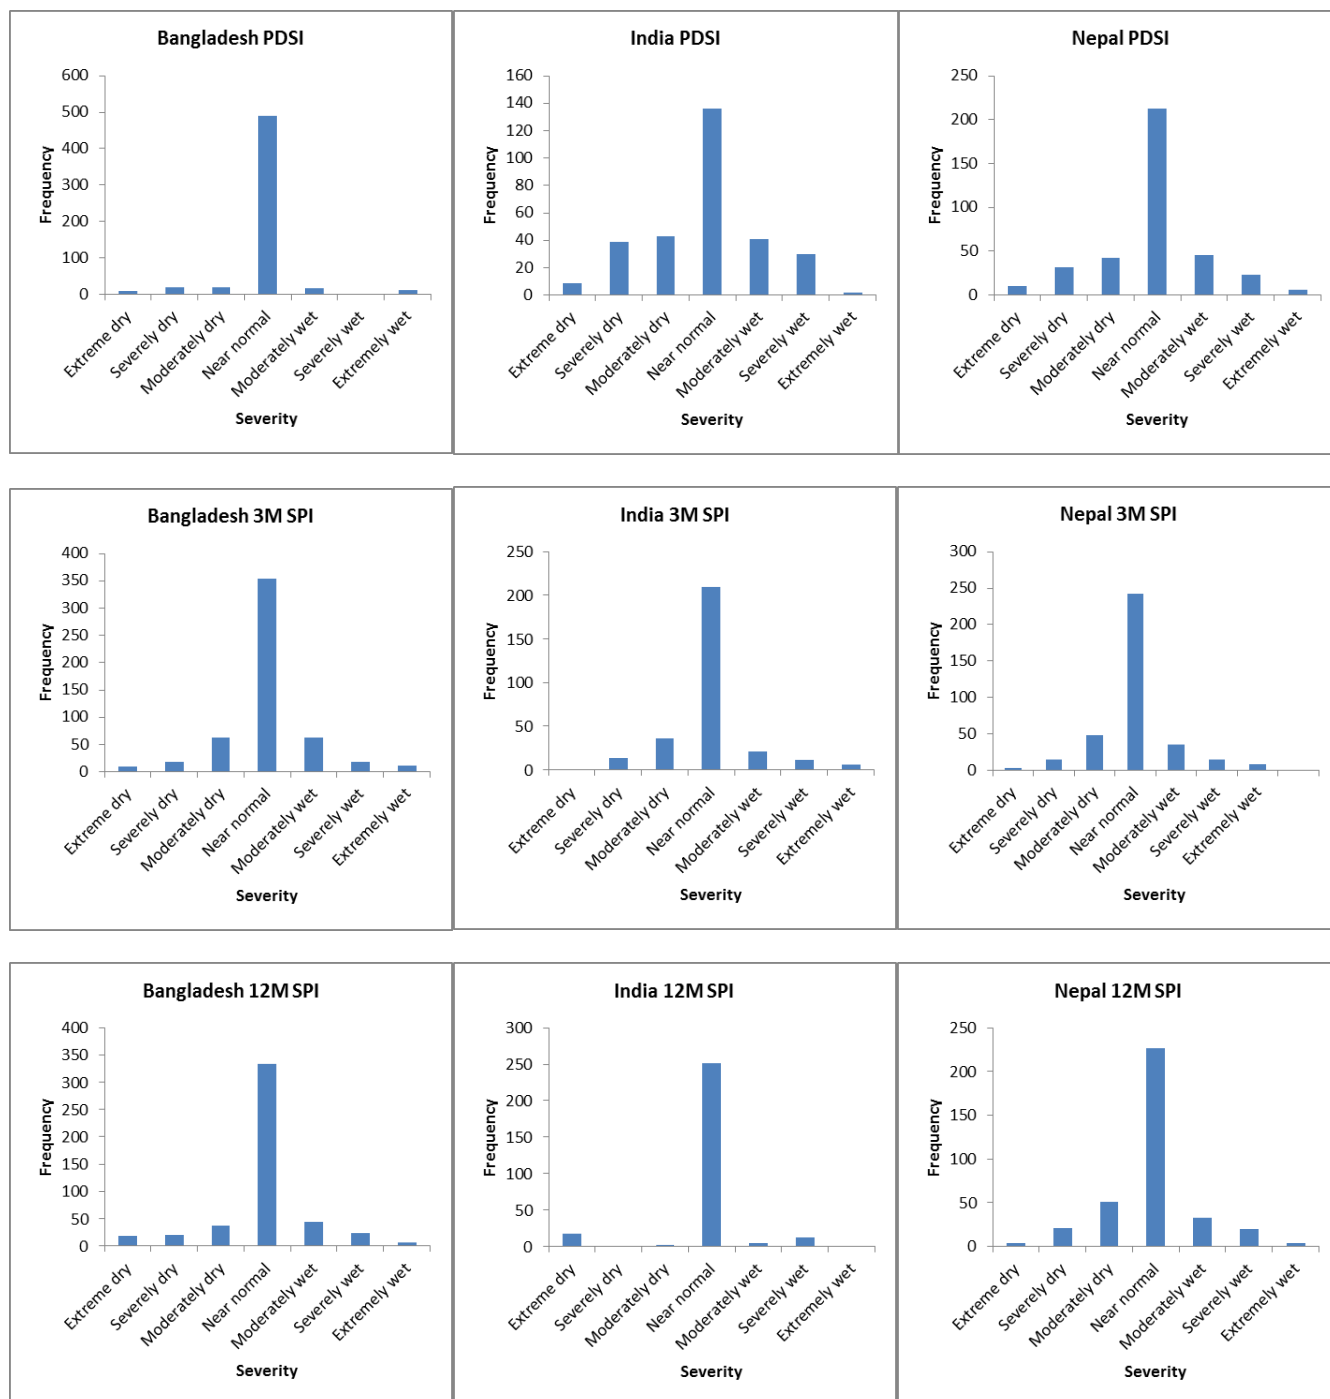 Bangladesh PDSI
600
500
400
300
200
100
0
Frequency
Extreme dry
Severely dry
Moderately dry
Near normal
Moderately wet
Severely wet
Extremely wet
Severity
India PDSI
160
140
120
100
80
60
40
20
0
Frequency
Extreme dry
Severely dry
Moderately dry
Near normal
Moderately wet
Severely wet
Extremely wet
Severity
Nepal PDSI
250
200
150
100
50
0
Frequency
Extreme dry
Severely dry
Moderately dry
Near normal
Moderately wet
Severely wet
Extremely wet
Severity
Bangladesh 3M SPI
400
350
300
250
200
150
100
50
0
Frequency
Extreme dry
Severely dry
Moderately dry
Near normal
Moderately wet
Severely wet
Extremely wet
Severity
India 3M SPI
250
200
150
100
50
0
Frequency
Extreme dry
Severely dry
Moderately dry
Near normal
Moderately wet
Severely wet
Extremely wet
Severity
Nepal 3M SPI
300
250
200
150
100
50
0
Frequency
Extreme dry
Severely dry
Moderately dry
Near normal
Moderately wet
Severely wet
Extremely wet
Severity
Bangladesh 12M SPI
400
350
300
250
200
150
100
50
0
Frequency
Extreme dry
Severely dry
Moderately dry
Near normal
Moderately wet
Severely wet
Extremely wet
Severity
India 12M SPI
300
250
200
150
100
50
0
Frequency
Extreme dry
Severely dry
Moderately dry
Near normal
Moderately wet
Severely wet
Extremely wet
Severity
Nepal 12M SPI
250
200
150
100
50
0
Frequency
Extreme dry
Severely dry
Moderately dry
Near normal
Moderately wet
Severely wet
Extremely wet
Severity